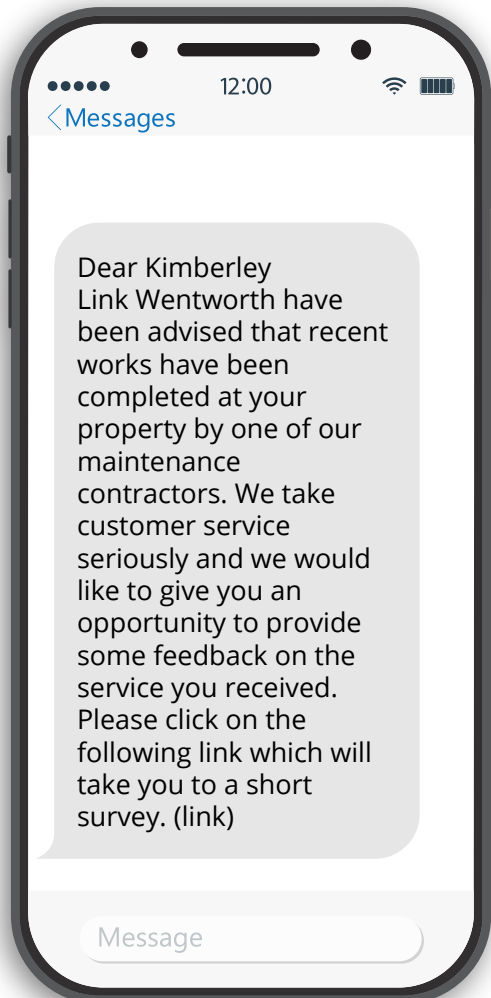 12:00
Messages
Dear Kimberley
Link Wentworth have
been advised that recent
works have been
completed at your
property by one of our
maintenance
contractors. We take
customer service
seriously and we would
like to give you an
opportunity to provide
some feedback on the
service you received.
Please click on the
following link which will
take you to a short
survey. (link)
Message